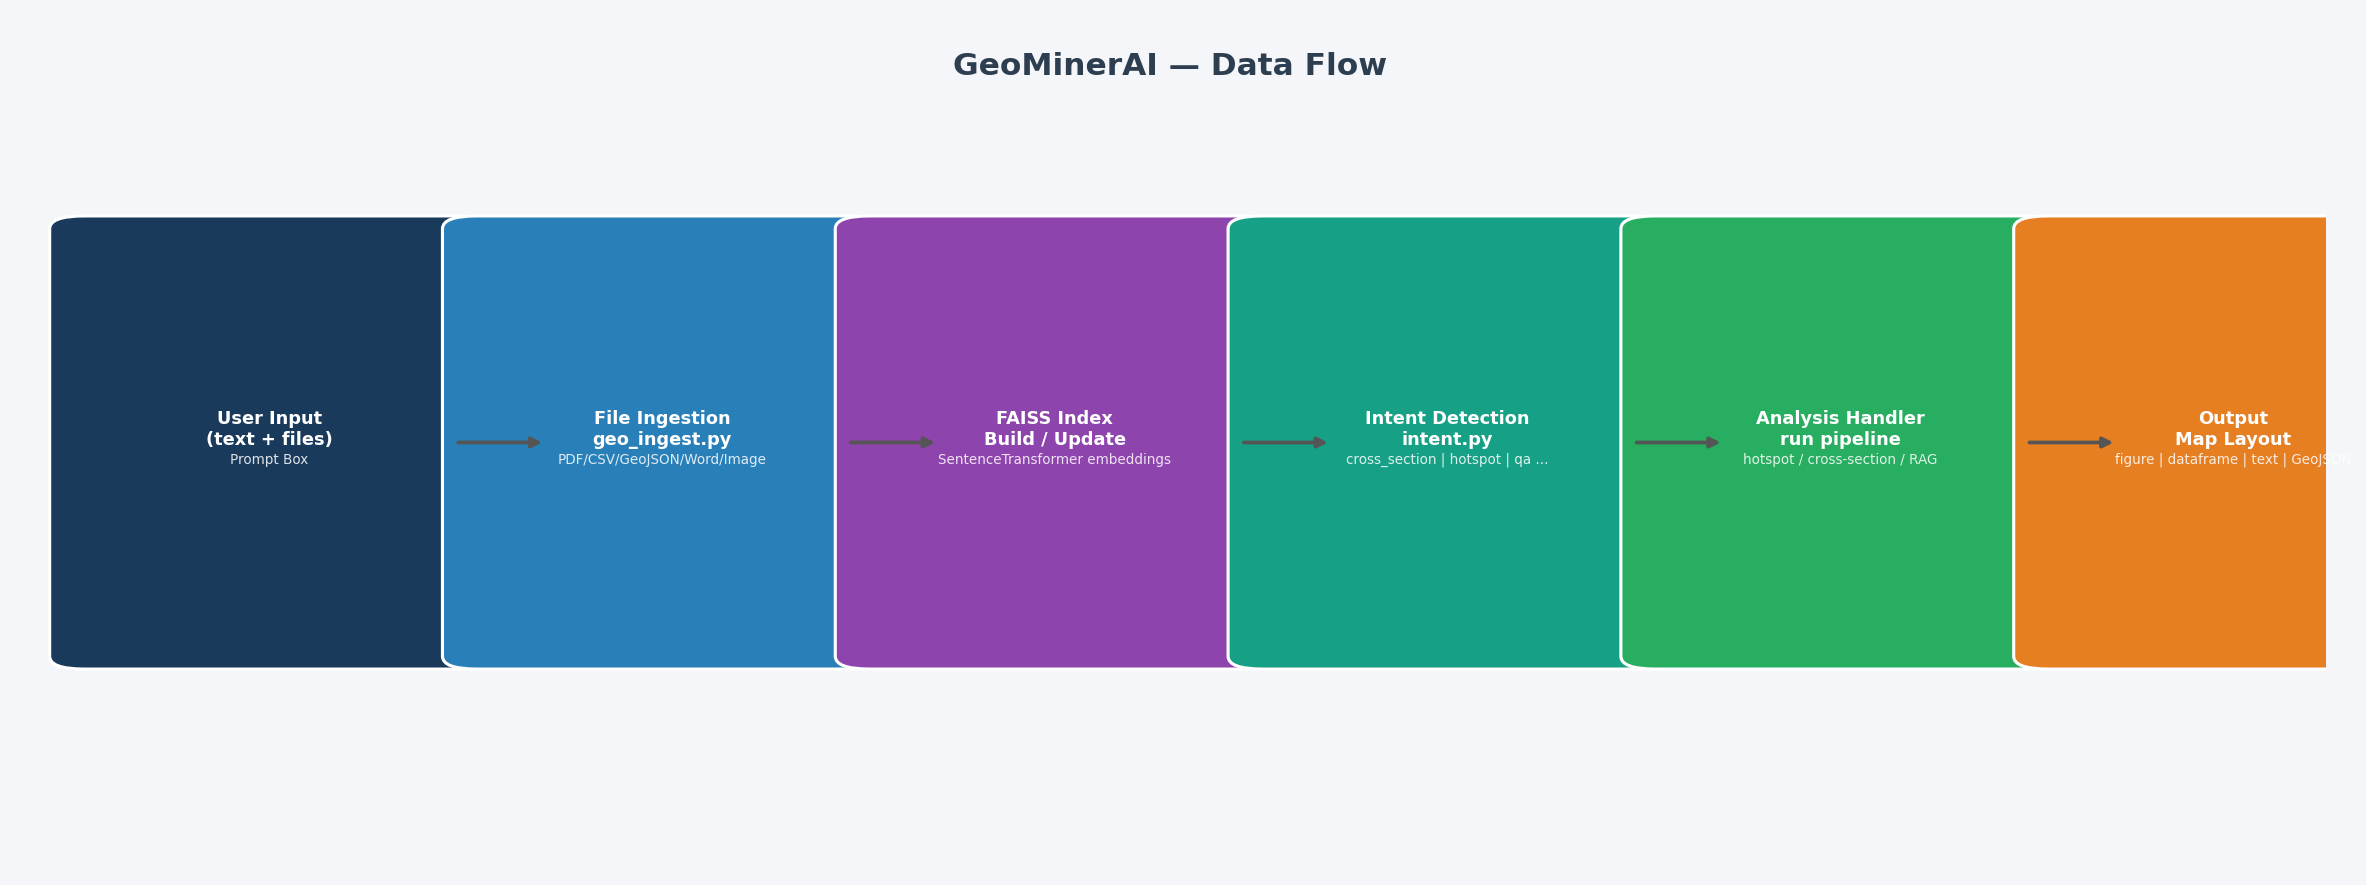 GeoMinerAI — Data Flow
User Input
(text + files)
Prompt Box
File Ingestion
geo_ingest.py
PDF/CSV/GeoJSON/Word/Image
FAISS Index
Build / Update
SentenceTransformer embeddings
Intent Detection
intent.py
cross_section | hotspot | qa ...
Analysis Handler
run pipeline
hotspot / cross-section / RAG
Output
Map Layout
figure | dataframe | text | GeoJSON